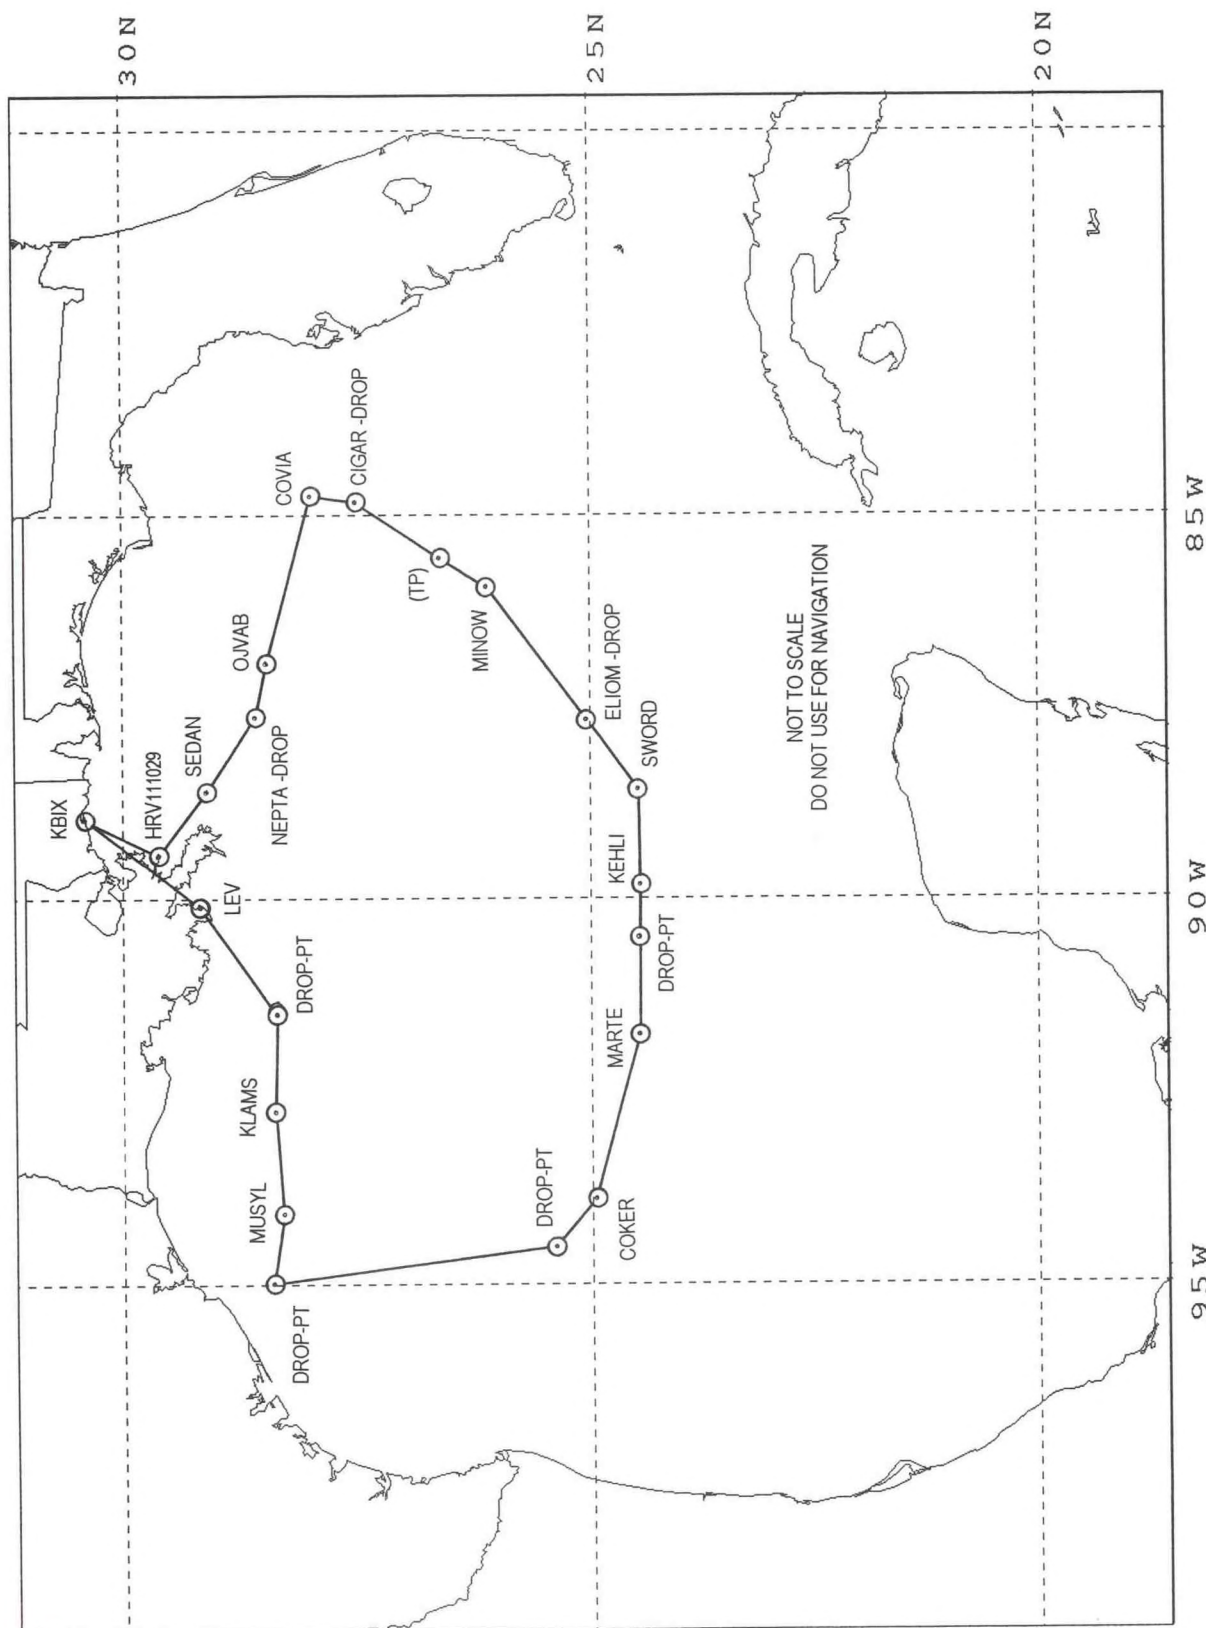 30N
25N
20N
85W
90W
95W
KBIX
HRV111029
SEDAN
NEPTA -DROP
OJVAB
COVIA
CIGAR -DROP
(TP)
MINOW
ELIOM -DROP
SWORD
KEHLI
DROP-PT
MARTE
COKER
DROP-PT
DROP-PT
MUSYL
KLAMS
DROP-PT
LEV
NOT TO SCALE
DO NOT USE FOR NAVIGATION